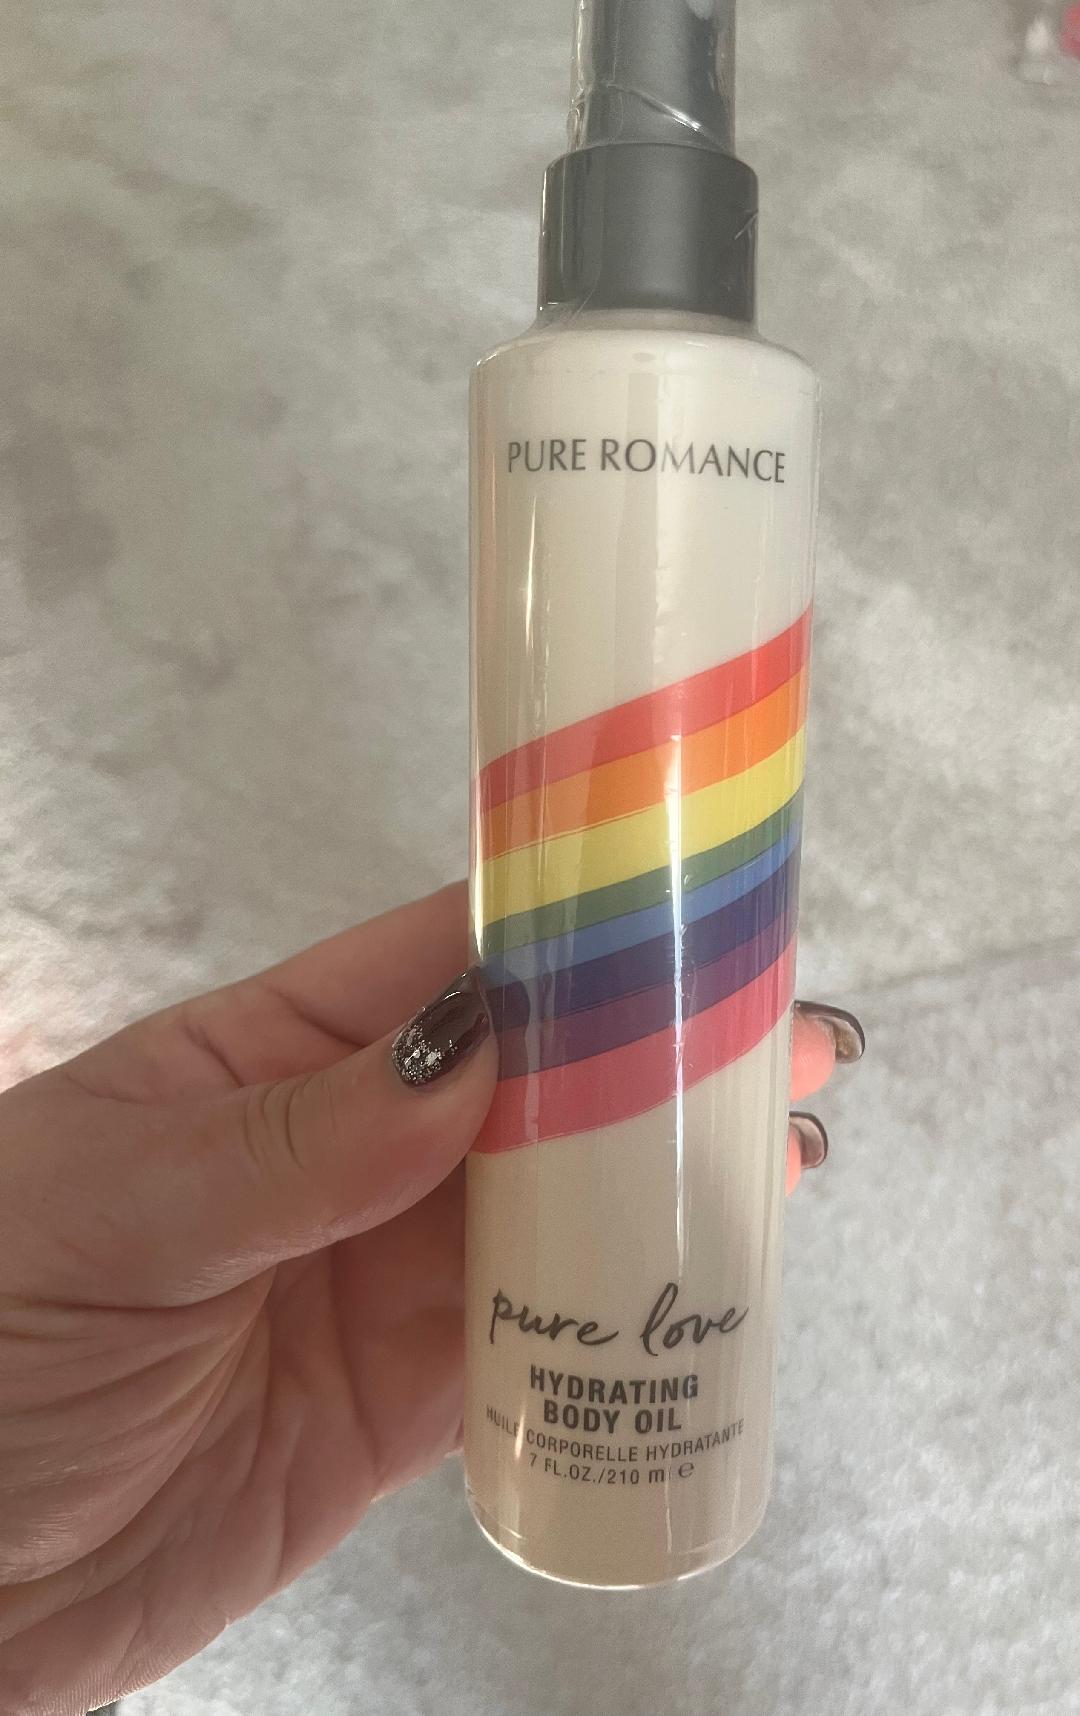 PURE ROMANCE
pure love
HYDRATING
BODY OIL
HUILE CORPORELLE HYDRATANTE
7 FL.OZ./210 ml ℮